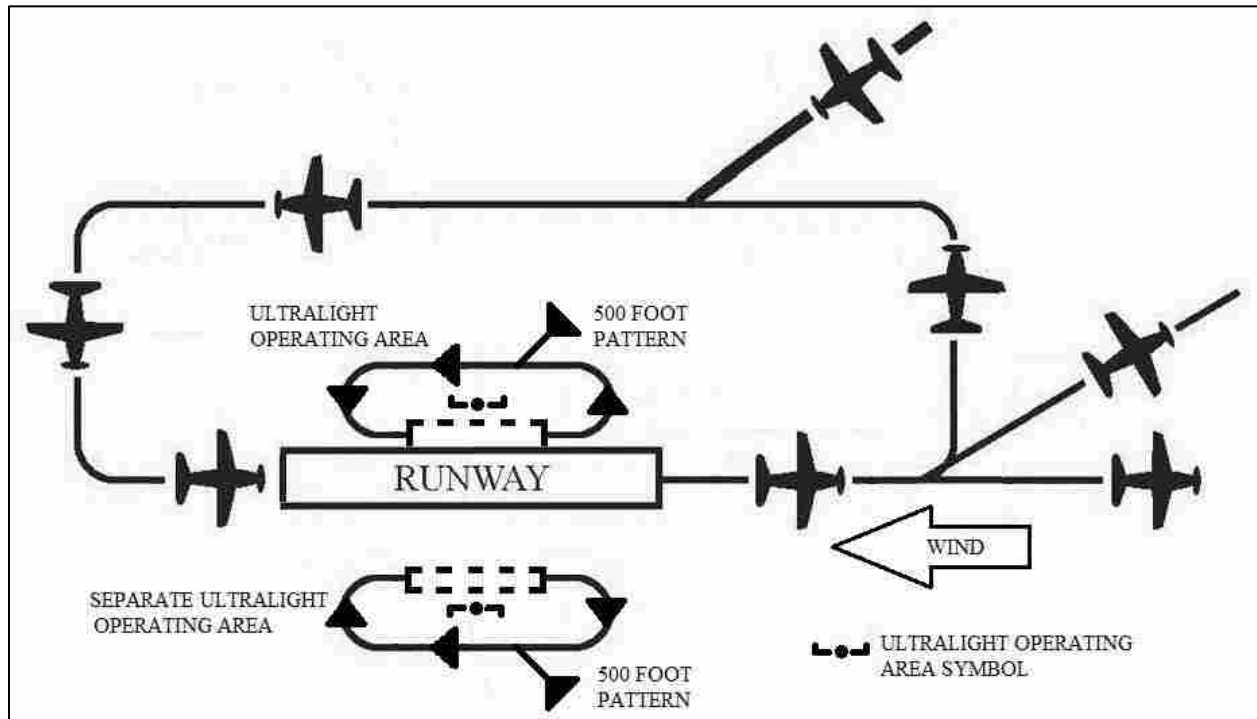 ULTRALIGHT
OPERATING AREA
500 FOOT
PATTERN
RUNWAY
WIND
SEPARATE ULTRALIGHT
OPERATING AREA
500 FOOT
PATTERN
ULTRALIGHT OPERATING
AREA SYMBOL